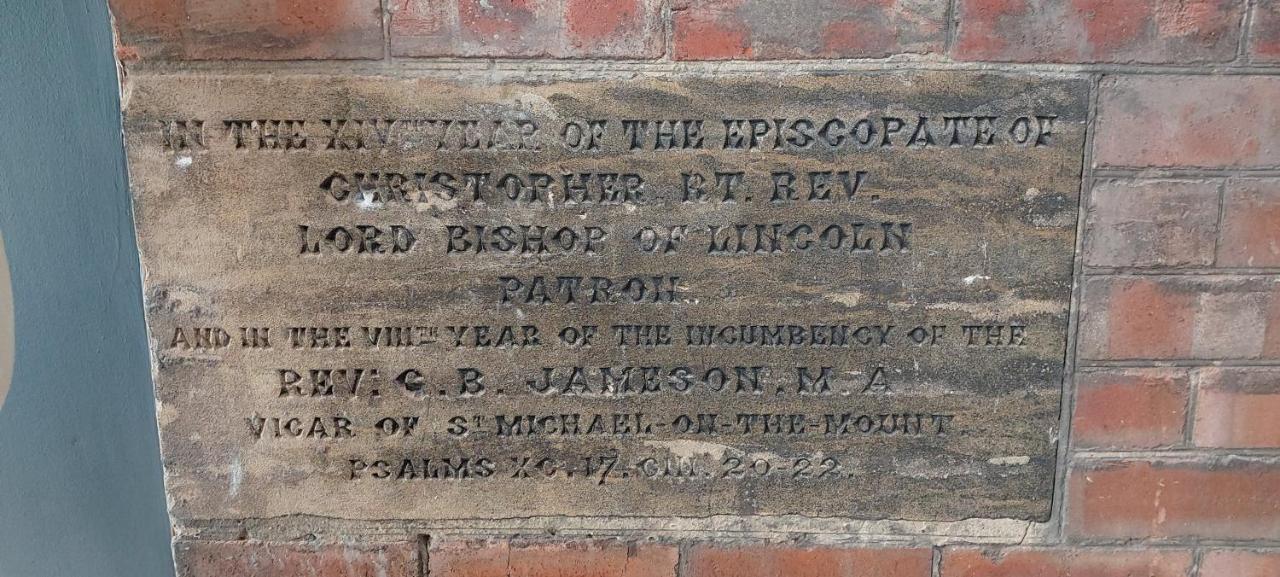 IN THE XIVTH YEAR OF THE EPISCOPATE OF
CHRISTOPHER RT. REV.
LORD BISHOP OF LINCOLN
PATRON.
AND IN THE VIIITH YEAR OF THE INCUMBENCY OF THE
REV: G. B. JAMESON. M. A
VICAR OF ST MICHAEL-ON-THE-MOUNT
PSALMS XC. 17. CIII. 20-22.